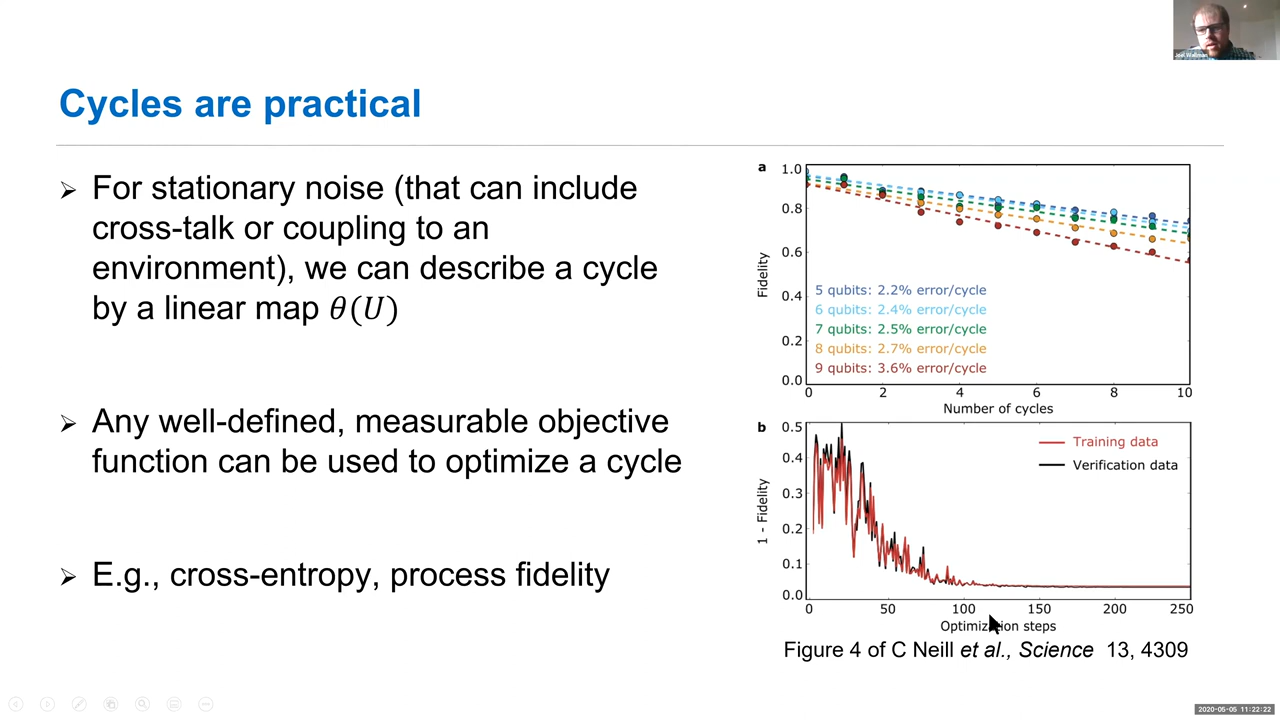 Joel Wallman
Cycles are practical
➢ For stationary noise (that can include
cross-talk or coupling to an
environment), we can describe a cycle
by a linear map θ(U)
➢ Any well-defined, measurable objective
function can be used to optimize a cycle
➢ E.g., cross-entropy, process fidelity
a
1.0
0.8
0.6
0.4
0.2
0.0
Fidelity
5 qubits: 2.2% error/cycle
6 qubits: 2.4% error/cycle
7 qubits: 2.5% error/cycle
8 qubits: 2.7% error/cycle
9 qubits: 3.6% error/cycle
0 2 4 6 8 10
Number of cycles
b
0.5
0.4
0.3
0.2
0.1
0.0
1 - Fidelity
Training data
Verification data
0 50 100 150 200 250
Optimization steps
Figure 4 of C Neill et al., Science 13, 4309
2020-05-05 11:22:22